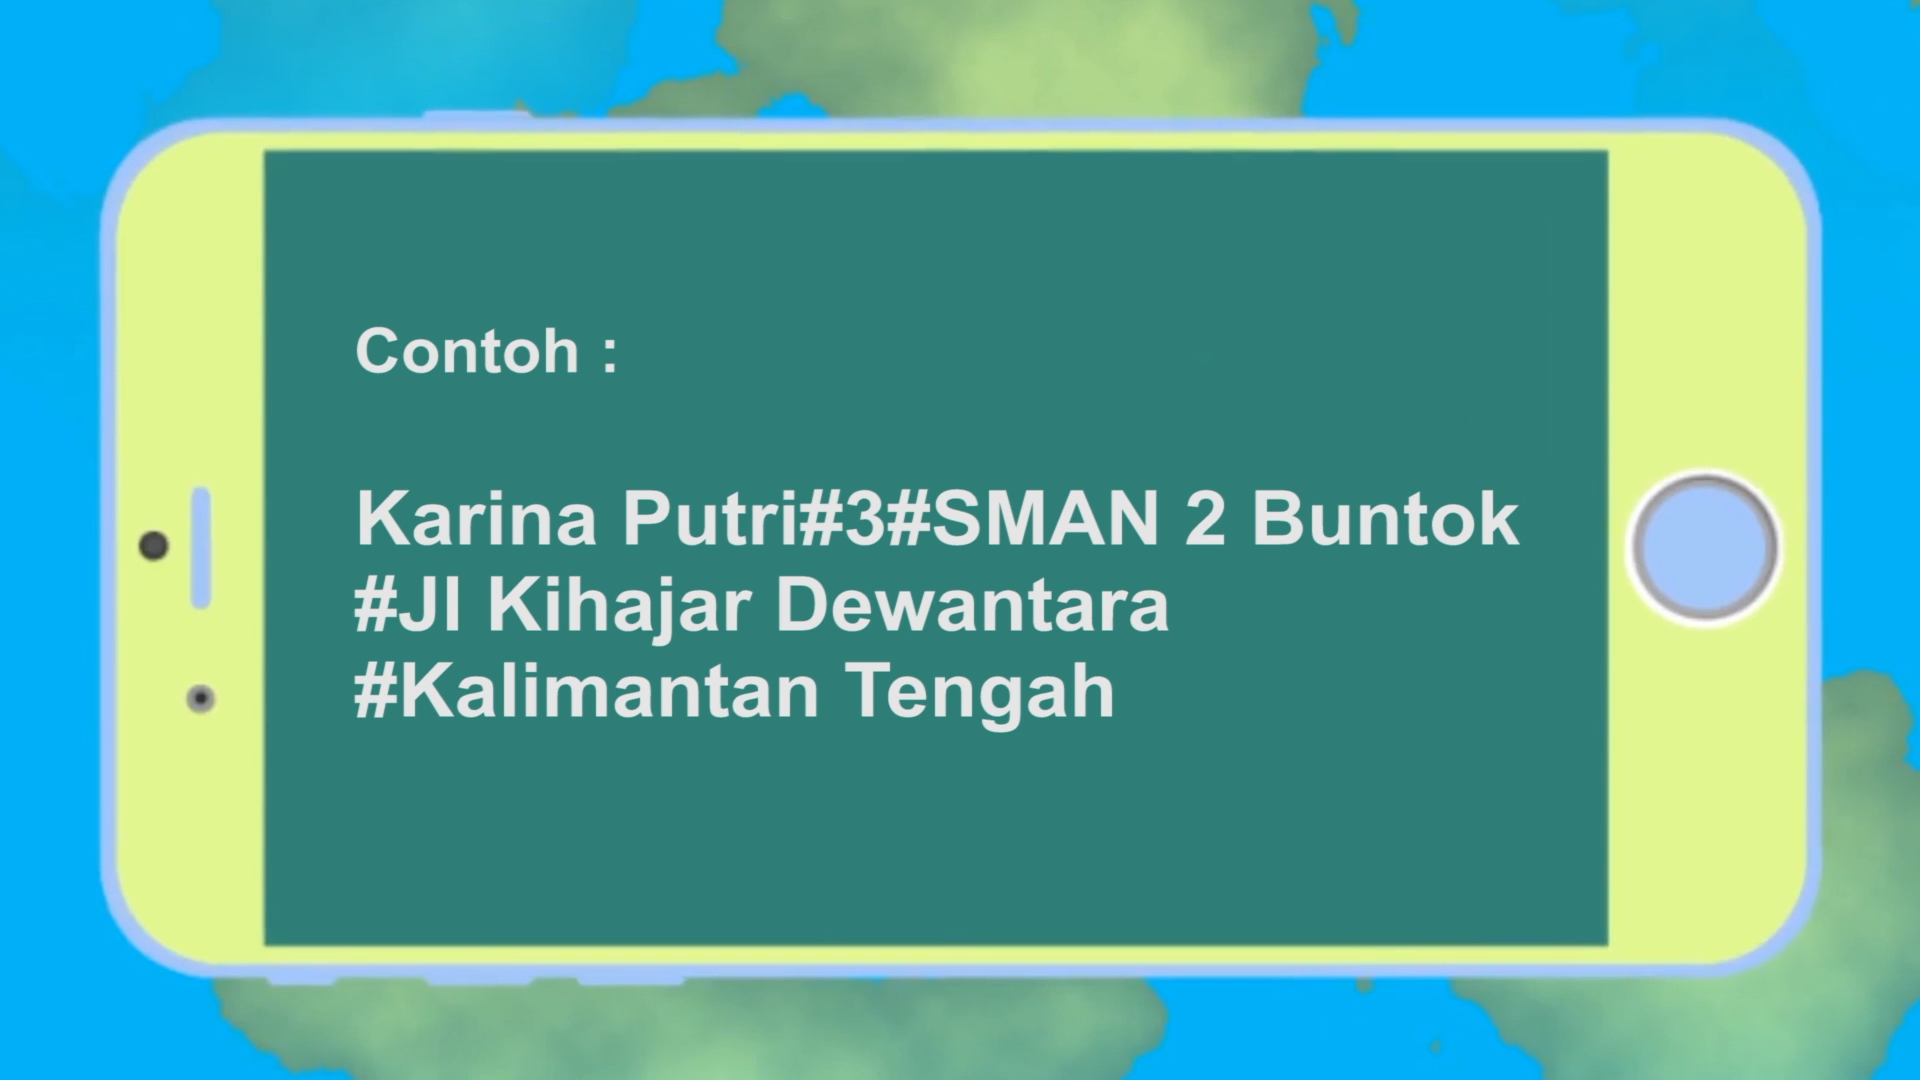 Contoh :
Karina Putri#3#SMAN 2 Buntok
#Jl Kihajar Dewantara
#Kalimantan Tengah